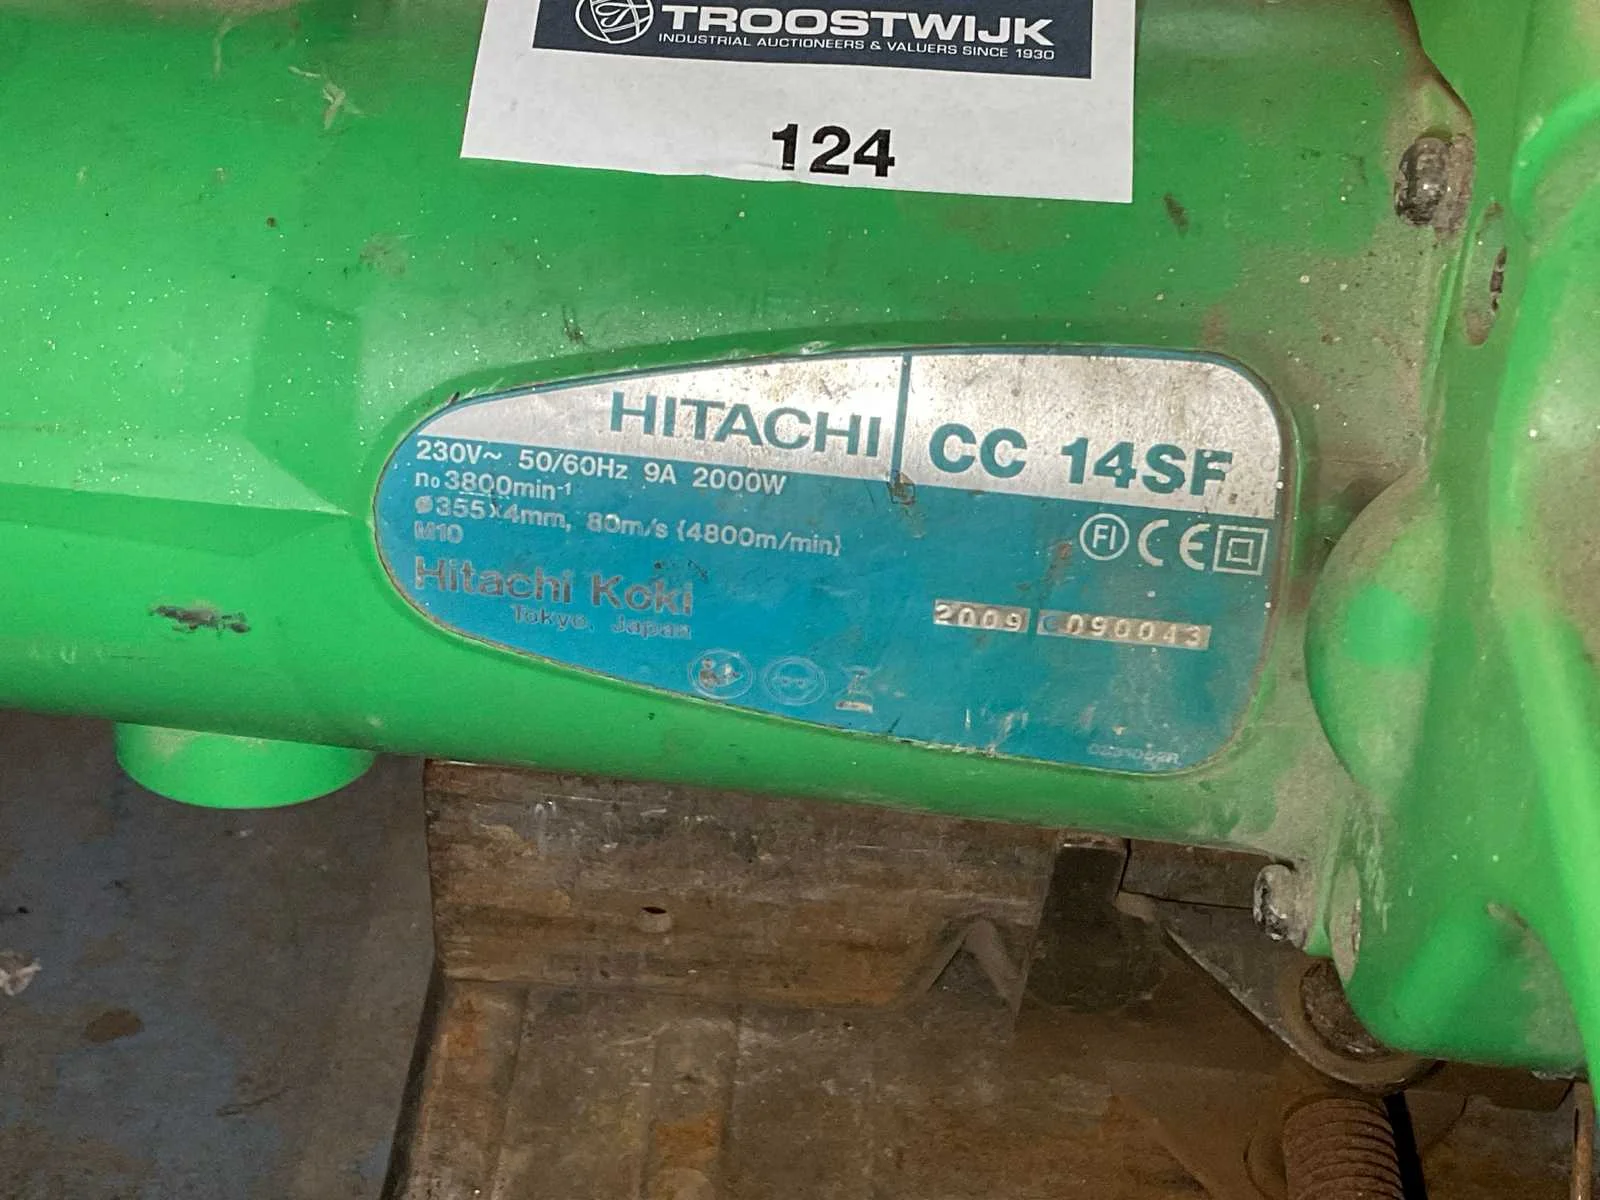 TROOSTWIJK
INDUSTRIAL AUCTIONEERS & VALUERS SINCE 1930
124
HITACHI CC 14SF
230V~ 50/60Hz 9A 2000W
no 3800min-1
ø355x4mm, 80m/s (4800m/min)
M10
FI CE
Hitachi Koki
Tokyo, Japan
2009 C090043